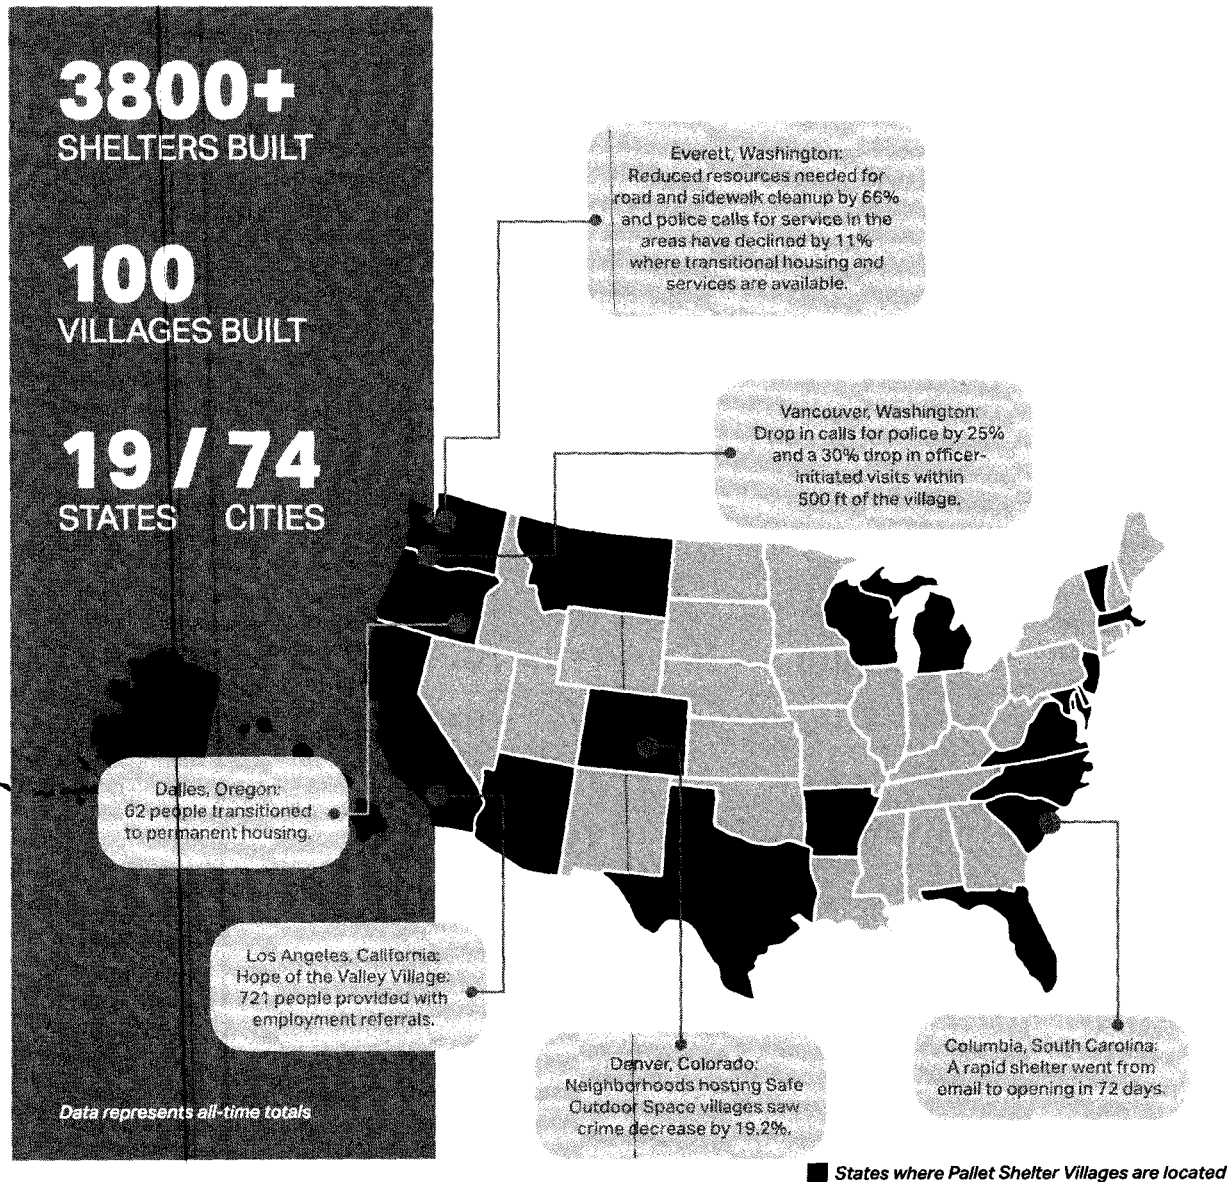 3800+
SHELTERS BUILT
100
VILLAGES BUILT
19 / 74
STATES CITIES
Everett, Washington:
Reduced resources needed for
road and sidewalk cleanup by 66%
and police calls for service in the
areas have declined by 11%
where transitional housing and
services are available.
Vancouver, Washington:
Drop in calls for police by 25%
and a 30% drop in officer-
initiated visits within
500 ft of the village.
Dalles, Oregon:
62 people transitioned
to permanent housing.
Los Angeles, California:
Hope of the Valley Village:
721 people provided with
employment referrals.
Denver, Colorado:
Neighborhoods hosting Safe
Outdoor Space villages saw
crime decrease by 19.2%.
Columbia, South Carolina:
A rapid shelter went from
email to opening in 72 days.
Data represents all-time totals
States where Pallet Shelter Villages are located